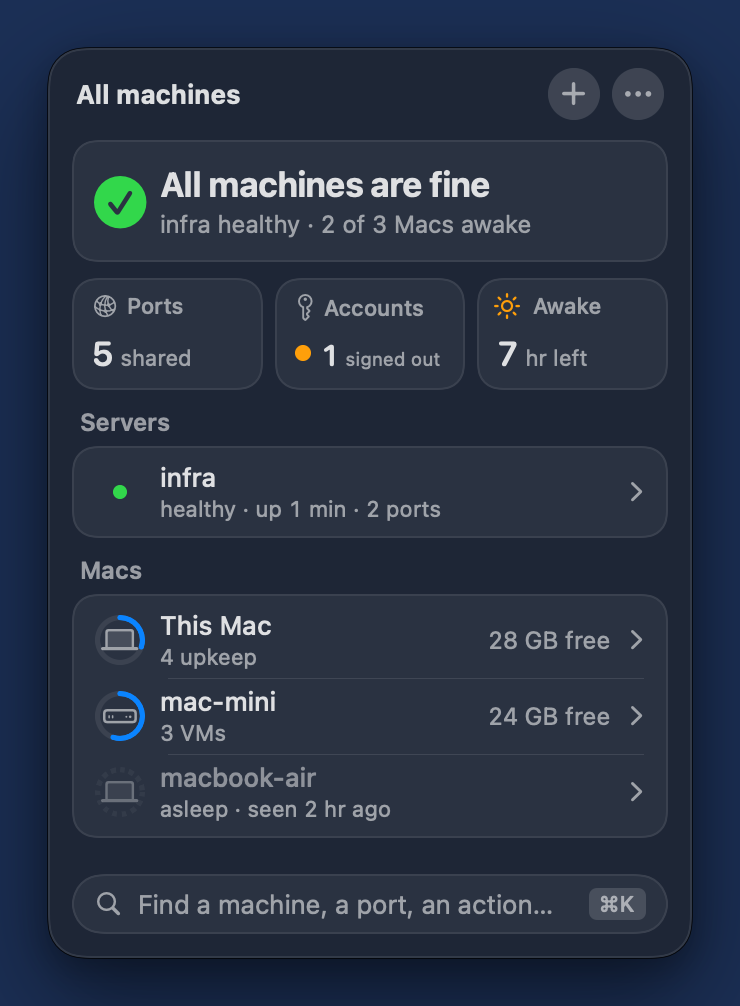 All machines
All machines are fine
infra healthy · 2 of 3 Macs awake
Ports
5 shared
Accounts
1 signed out
Awake
7 hr left
Servers
infra
healthy · up 1 min · 2 ports
Macs
This Mac
4 upkeep
28 GB free
mac-mini
3 VMs
24 GB free
macbook-air
asleep · seen 2 hr ago
Find a machine, a port, an action... ⌘K